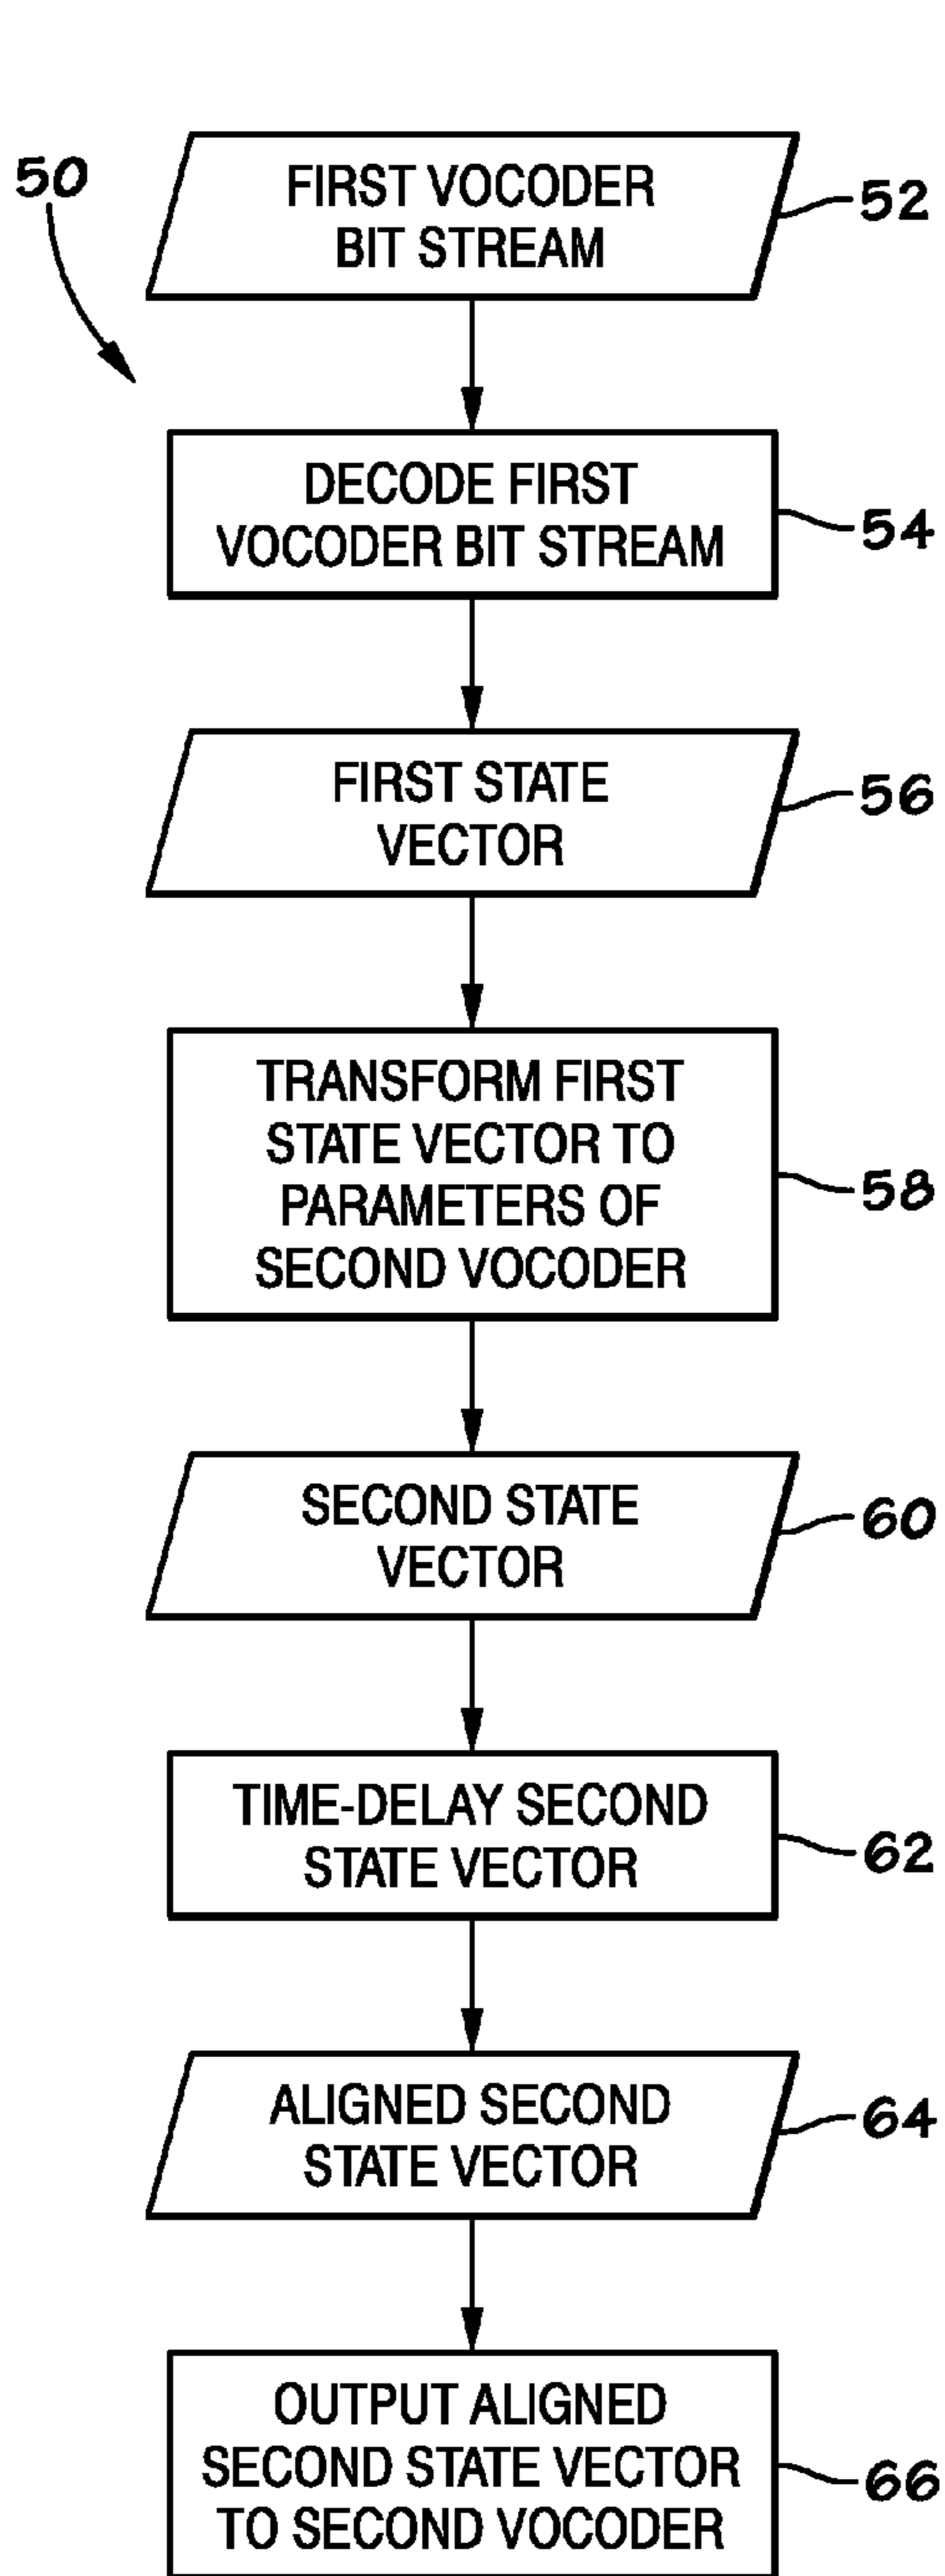 50
FIRST VOCODER
BIT STREAM
52
DECODE FIRST
VOCODER BIT STREAM
54
FIRST STATE
VECTOR
56
TRANSFORM FIRST
STATE VECTOR TO
PARAMETERS OF
SECOND VOCODER
58
SECOND STATE
VECTOR
60
TIME-DELAY SECOND
STATE VECTOR
62
ALIGNED SECOND
STATE VECTOR
64
OUTPUT ALIGNED
SECOND STATE VECTOR
TO SECOND VOCODER
66